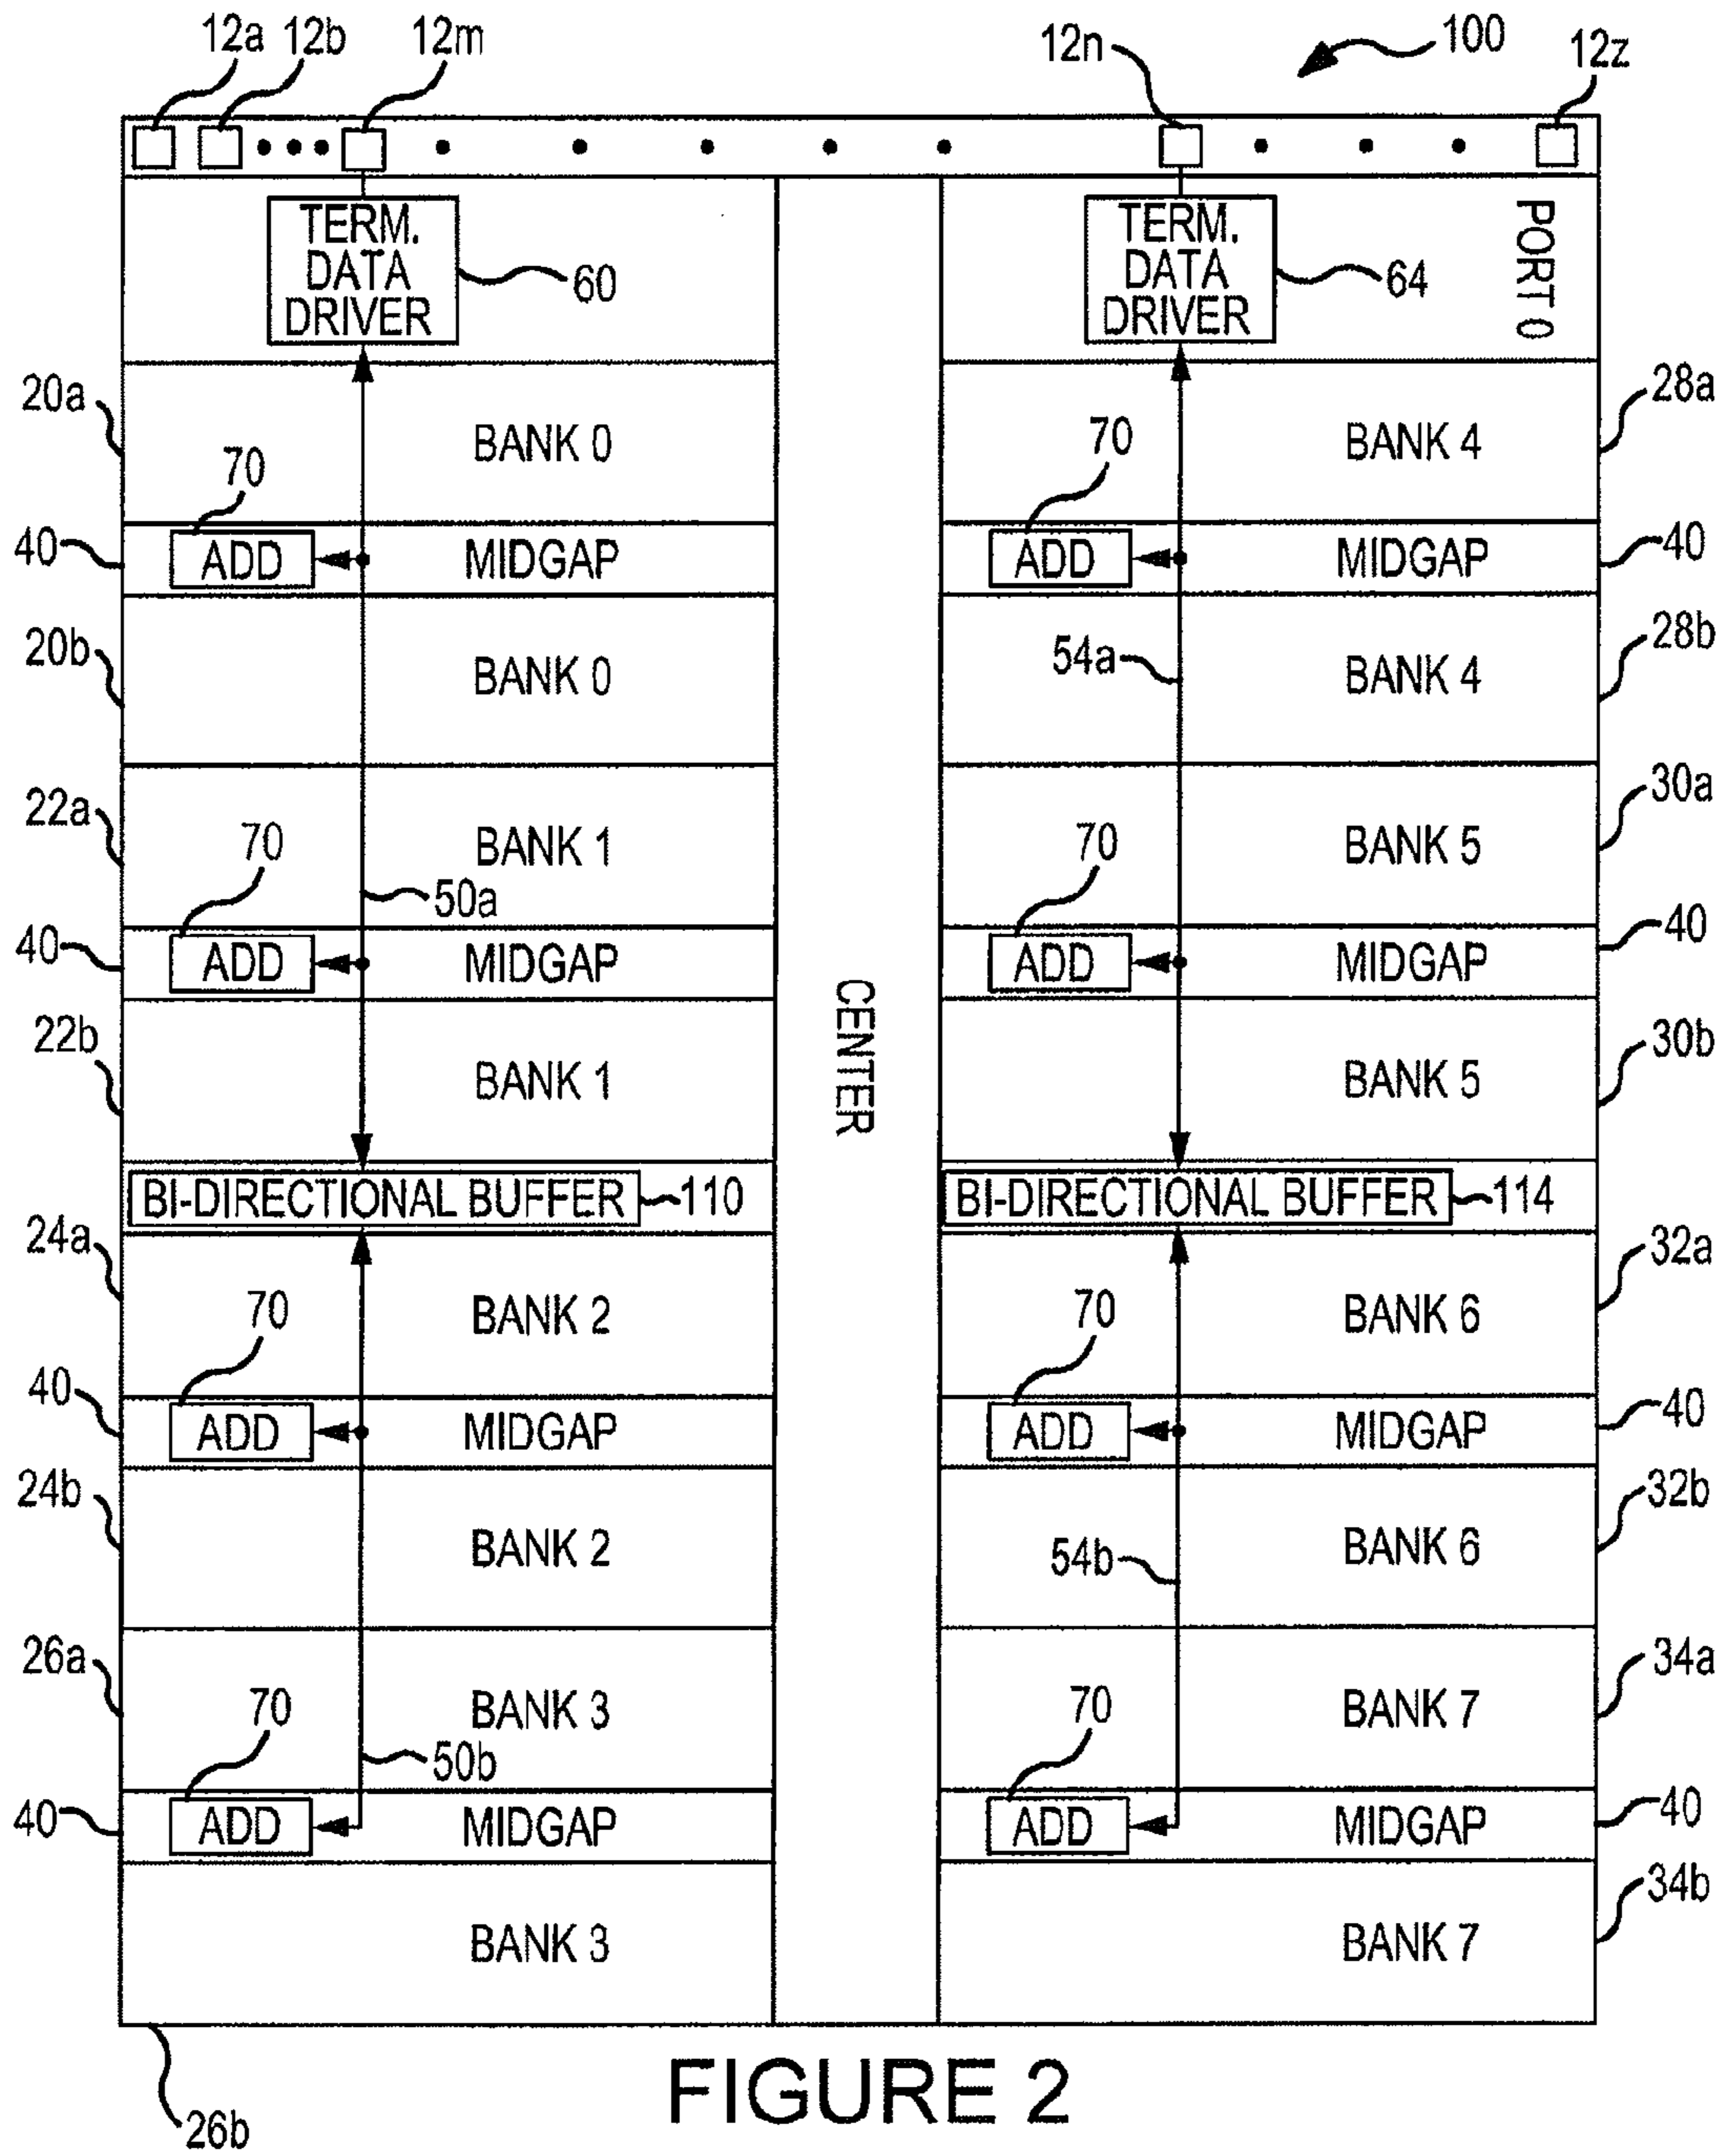 12a 12b 12m 12n 100 12z
TERM. DATA DRIVER 60
TERM. DATA DRIVER 64
PORT 0
20a BANK 0 BANK 4 28a
70 70
40 ADD MIDGAP ADD MIDGAP 40
20b BANK 0 54a BANK 4 28b
22a BANK 1 BANK 5 30a
70 50a 70
40 ADD MIDGAP ADD MIDGAP 40
CENTER
22b BANK 1 BANK 5 30b
BI-DIRECTIONAL BUFFER 110 BI-DIRECTIONAL BUFFER 114
24a BANK 2 BANK 6 32a
70 70
40 ADD MIDGAP ADD MIDGAP 40
24b BANK 2 54b BANK 6 32b
26a BANK 3 BANK 7 34a
70 50b 70
40 ADD MIDGAP ADD MIDGAP 40
BANK 3 BANK 7 34b
26b
FIGURE 2